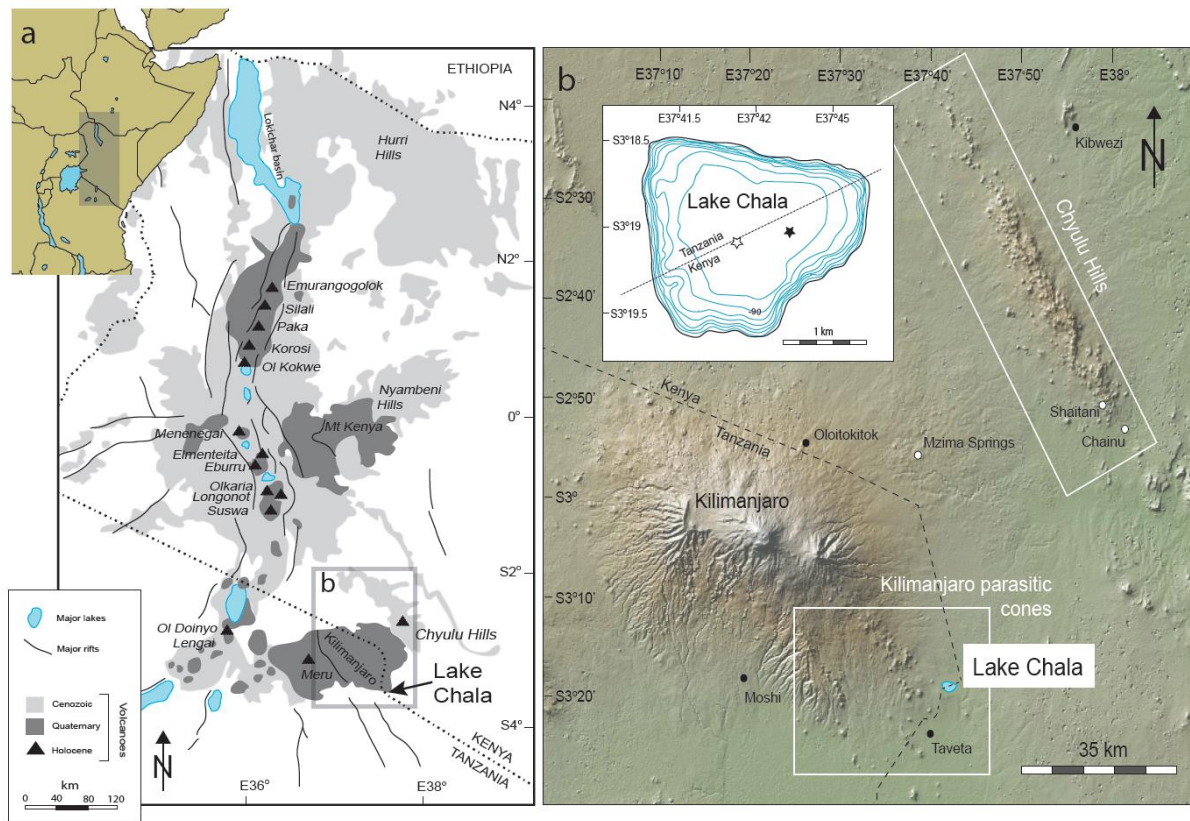 a
ETHIOPIA
N4°
Lokichar basin
Hurri
Hills
N2°
Emurangogolok
Silali
Paka
Korosi
Ol Kokwe
Nyambeni
Hills
0°
Mt Kenya
Menenegai
Elmenteita
Eburru
Olkaria
Longonot
Suswa
S2°
b
Ol Doinyo
Lengai
Chyulu Hills
Kilimanjaro
Meru
Lake
Chala
S4°
KENYA
TANZANIA
N
E36°
E38°
Major lakes
Major rifts
Cenozoic
Quaternary
Holocene
Volcanoes
km
0 40 80 120
b
E37°10'
E37°20'
E37°30'
E37°40'
E37°50'
E38°
N
Kibwezi
S2°30'
S2°40'
S2°50'
S3°
S3°10'
S3°20'
E37°41.5
E37°42
E37°45
S3°18.5
S3°19
S3°19.5
Lake Chala
Tanzania
Kenya
-90
1 km
Chyulu Hills
Shaitani
Chainu
Kenya
Tanzania
Oloitokitok
Mzima Springs
Kilimanjaro
Kilimanjaro parasitic
cones
Lake Chala
Moshi
Taveta
35 km